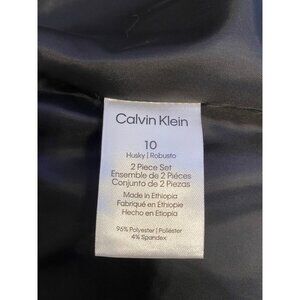 Calvin Klein
10
Husky | Robusto
2 Piece Set
Ensemble de 2 Pièces
Conjunto de 2 Piezas
Made in Ethiopia
Fabriqué en Ethiopie
Hecho en Etiopia
96% Polyester | Poliéster
4% Spandex